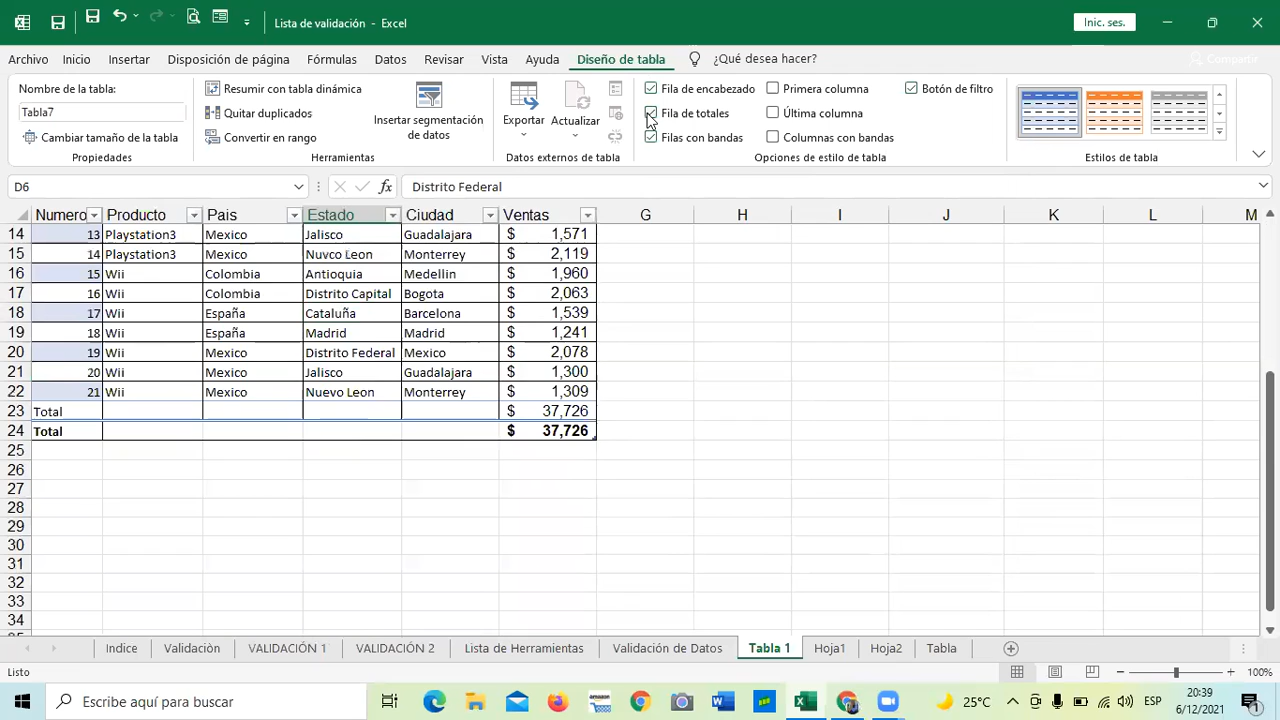 Lista de validación - Excel
Inic. ses.
Archivo Inicio Insertar Disposición de página Fórmulas Datos Revisar Vista Ayuda Diseño de tabla ¿Qué desea hacer? Compartir
Nombre de la tabla:
Tabla7
Cambiar tamaño de la tabla
Propiedades
Resumir con tabla dinámica
Quitar duplicados
Convertir en rango
Insertar segmentación
de datos
Herramientas
Exportar
Actualizar
Datos externos de tabla
Fila de encabezado
Primera columna
Botón de filtro
Fila de totales
Última columna
Filas con bandas
Columnas con bandas
Opciones de estilo de tabla
Estilos de tabla
D6 fx Distrito Federal
Numero Producto Pais Estado Ciudad Ventas G H I J K L M
14 13 Playstation3 Mexico Jalisco Guadalajara $ 1,571
15 14 Playstation3 Mexico Nuvco Leon Monterrey $ 2,119
16 15 Wii Colombia Antioquia Medellin $ 1,960
17 16 Wii Colombia Distrito Capital Bogota $ 2,063
18 17 Wii España Cataluña Barcelona $ 1,539
19 18 Wii España Madrid Madrid $ 1,241
20 19 Wii Mexico Distrito Federal Mexico $ 2,078
21 20 Wii Mexico Jalisco Guadalajara $ 1,300
22 21 Wii Mexico Nuevo Leon Monterrey $ 1,309
23 Total $ 37,726
24 Total $ 37,726
25
26
27
28
29
30
31
32
33
34
Indice Validaciòn VALIDACIÓN 1 VALIDACIÓN 2 Lista de Herramientas Validación de Datos Tabla 1 Hoja1 Hoja2 Tabla
Listo
100%
Escribe aquí para buscar
25°C
ESP
20:39
6/12/2021